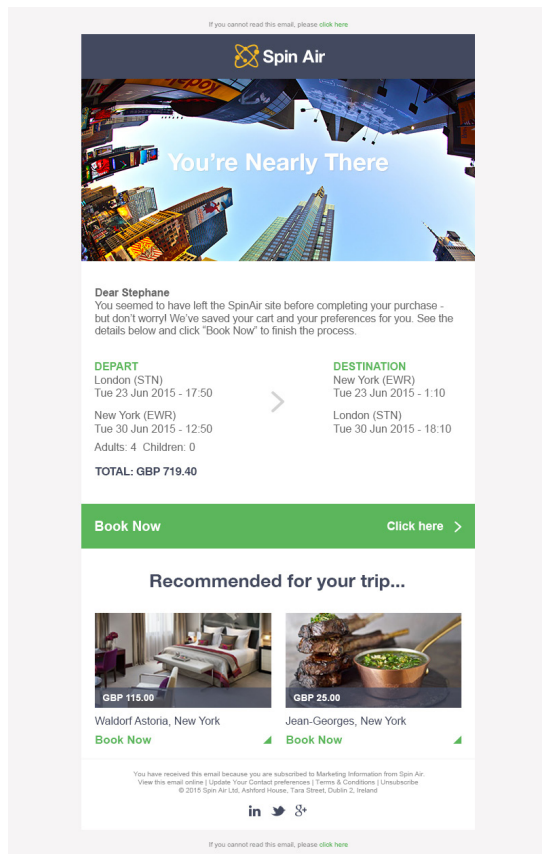 If you cannot read this email, please click here
Spin Air
You're Nearly There
Dear Stephane
You seemed to have left the SpinAir site before completing your purchase -
but don't worry! We've saved your cart and your preferences for you. See the
details below and click "Book Now" to finish the process.
DEPART
London (STN)
Tue 23 Jun 2015 - 17:50
New York (EWR)
Tue 30 Jun 2015 - 12:50
Adults: 4 Children: 0
TOTAL: GBP 719.40
DESTINATION
New York (EWR)
Tue 23 Jun 2015 - 1:10
London (STN)
Tue 30 Jun 2015 - 18:10
Book Now
Click here
Recommended for your trip...
GBP 115.00
Waldorf Astoria, New York
Book Now
GBP 25.00
Jean-Georges, New York
Book Now
You have received this email because you are subscribed to Marketing Information from Spin Air
View this email online | Update Your Contact preferences | Terms & Conditions | Unsubscribe
© 2015 Spin Air Ltd, Ashford House, Tara Street, Dublin 2, Ireland
in
g+
If you cannot read this email, please click here